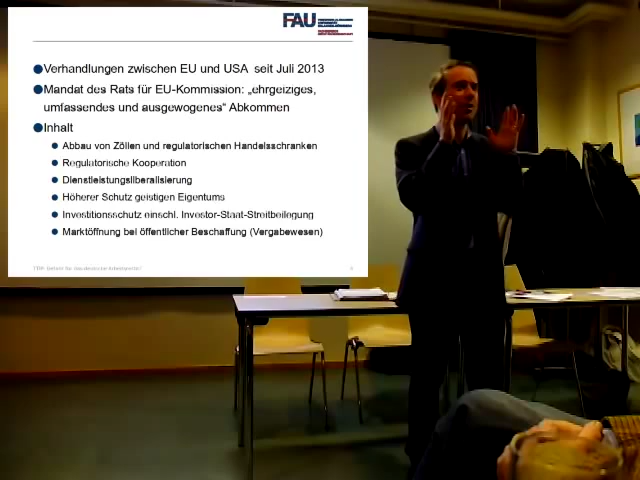 FAU
Verhandlungen zwischen EU und USA seit Juli 2013
Mandat des Rats für EU-Kommission: „ehrgeiziges,
umfassendes und ausgewogenes“ Abkommen
Inhalt
Abbau von Zöllen und regulatorischen Handelsschranken
Regulatorische Kooperation
Dienstleistungsliberalisierung
Höherer Schutz geistigen Eigentums
Investitionsschutz einschl. Investor-Staat-Streitbeilegung
Marktöffnung bei öffentlicher Beschaffung (Vergabewesen)